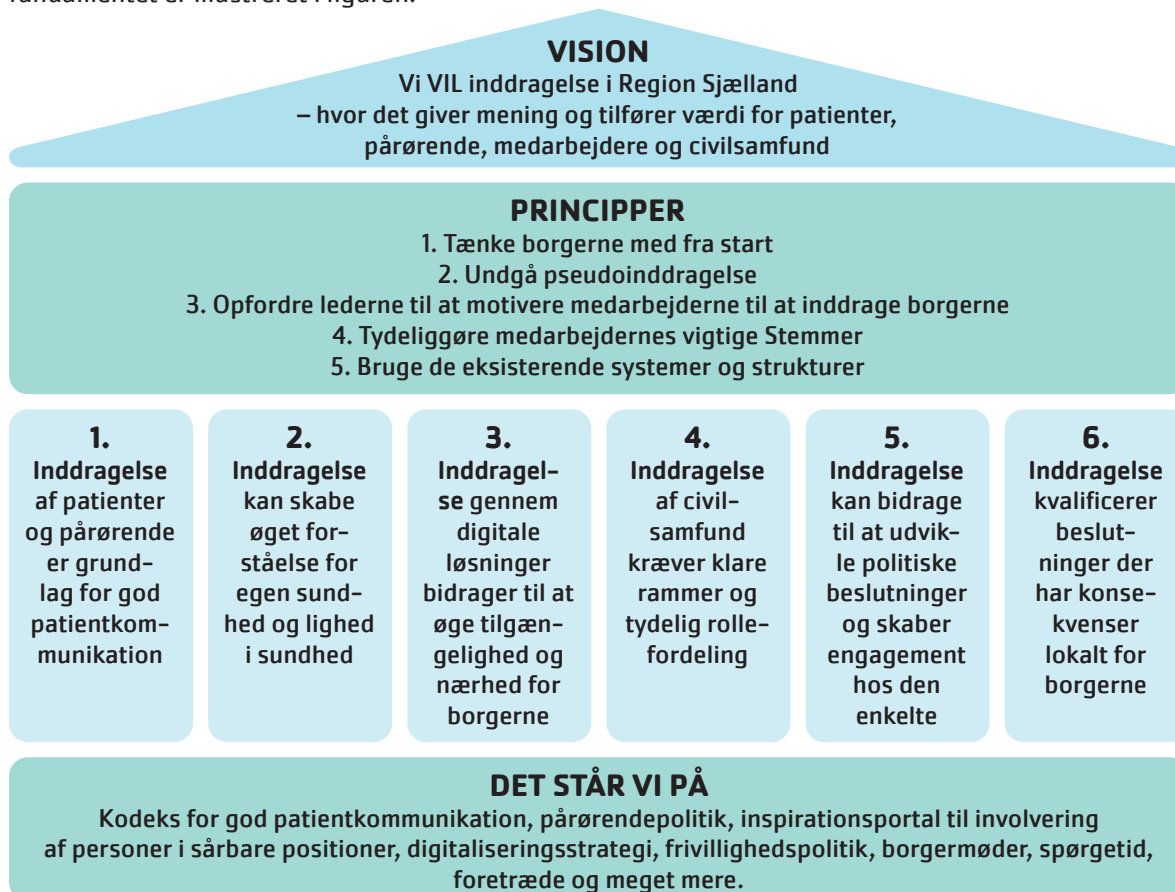 fundamentet er illustreret i figuren.
VISION
Vi VIL inddragelse i Region Sjælland
– hvor det giver mening og tilfører værdi for patienter,
pårørende, medarbejdere og civilsamfund
PRINCIPPER
1. Tænke borgerne med fra start
2. Undgå pseudoinddragelse
3. Opfordre lederne til at motivere medarbejderne til at inddrage borgerne
4. Tydeliggøre medarbejdernes vigtige Stemmer
5. Bruge de eksisterende systemer og strukturer
1.
Inddragelse
af patienter
og pårørende
er grund-
lag for god
patientkom-
munikation
2.
Inddragelse
kan skabe
øget for-
ståelse for
egen sund-
hed og lighed
i sundhed
3.
Inddragel-
se gennem
digitale
løsninger
bidrager til at
øge tilgæn-
gelighed og
nærhed for
borgerne
4.
Inddragelse
af civil-
samfund
kræver klare
rammer og
tydelig rolle-
fordeling
5.
Inddragelse
kan bidrage
til at udvik-
le politiske
beslutninger
og skaber
engagement
hos den
enkelte
6.
Inddragelse
kvalificerer
beslut-
ninger der
har konse-
kvenser
lokalt for
borgerne
DET STÅR VI PÅ
Kodeks for god patientkommunikation, pårørendepolitik, inspirationsportal til involvering
af personer i sårbare positioner, digitaliseringsstrategi, frivillighedspolitik, borgermøder, spørgetid,
foretræde og meget mere.